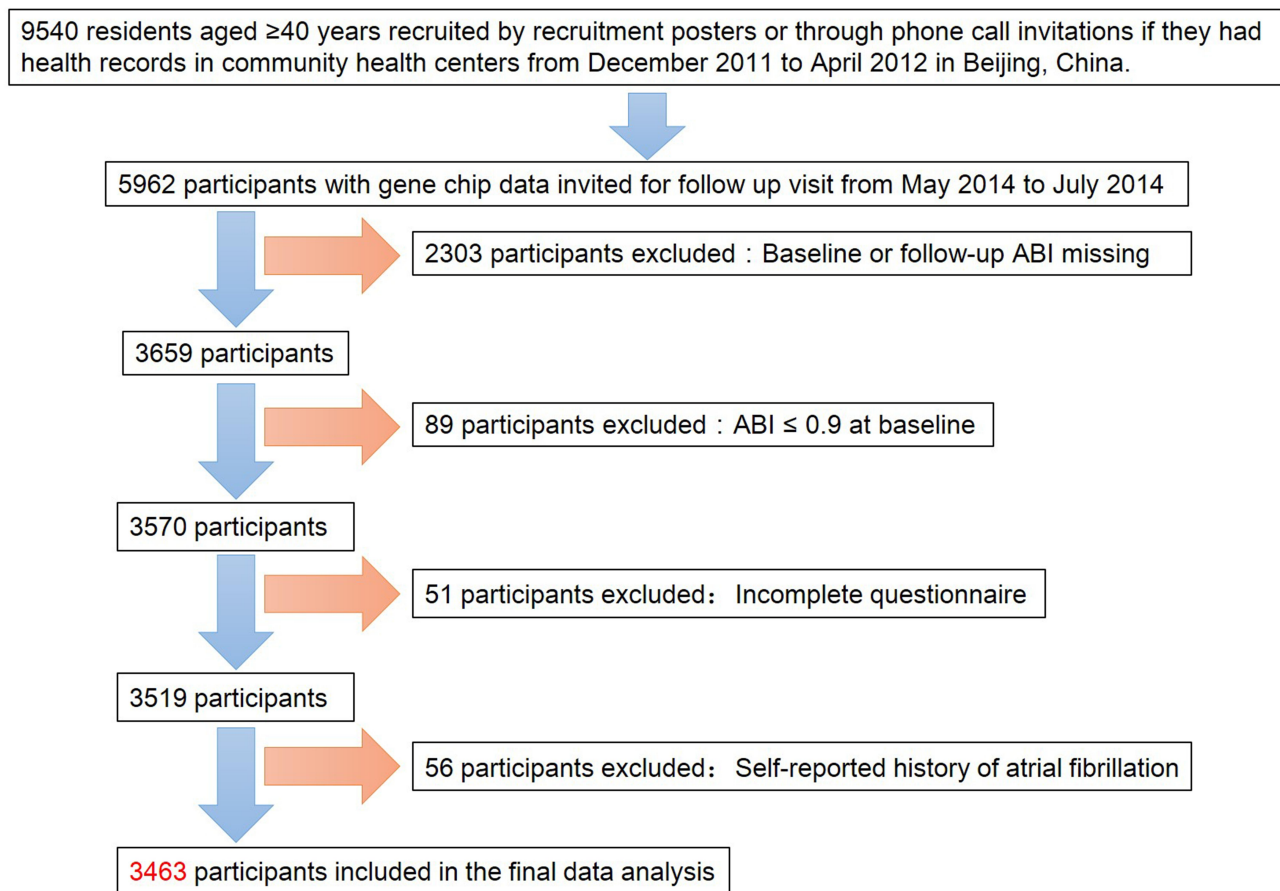 9540 residents aged ≥40 years recruited by recruitment posters or through phone call invitations if they had
health records in community health centers from December 2011 to April 2012 in Beijing, China.
5962 participants with gene chip data invited for follow up visit from May 2014 to July 2014
2303 participants excluded：Baseline or follow-up ABI missing
3659 participants
89 participants excluded：ABI ≤ 0.9 at baseline
3570 participants
51 participants excluded： Incomplete questionnaire
3519 participants
56 participants excluded： Self-reported history of atrial fibrillation
3463 participants included in the final data analysis